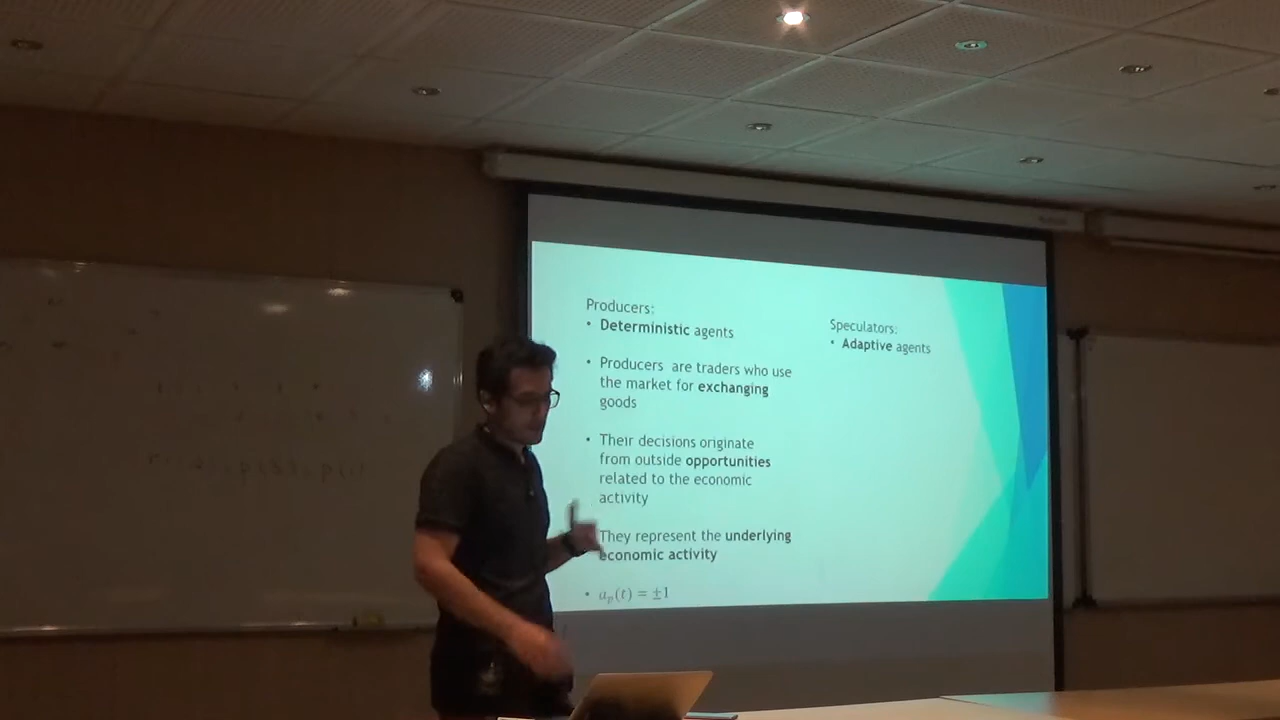 Producers:
• Deterministic agents
• Producers are traders who use
the market for exchanging
goods
• Their decisions originate
from outside opportunities
related to the economic
activity
They represent the underlying
economic activity
• aₚ(t) = ±1
Speculators:
• Adaptive agents